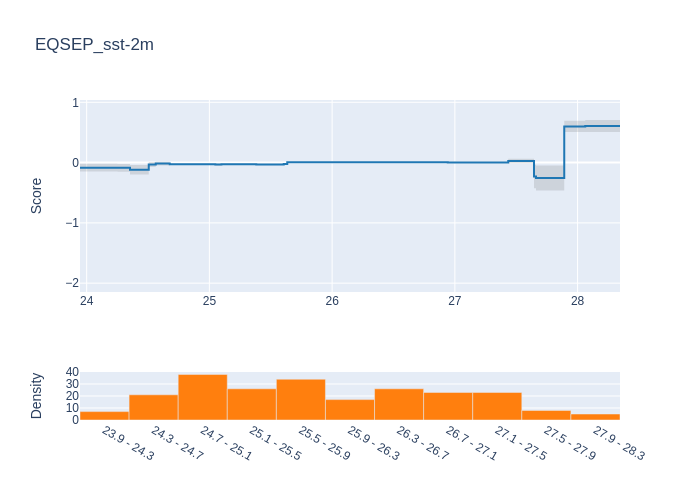 EQSEP_sst-2m
Score
1
0
−1
−2
24 25 26 27 28
Density
40
30
20
10
0
23.9 - 24.3
24.3 - 24.7
24.7 - 25.1
25.1 - 25.5
25.5 - 25.9
25.9 - 26.3
26.3 - 26.7
26.7 - 27.1
27.1 - 27.5
27.5 - 27.9
27.9 - 28.3